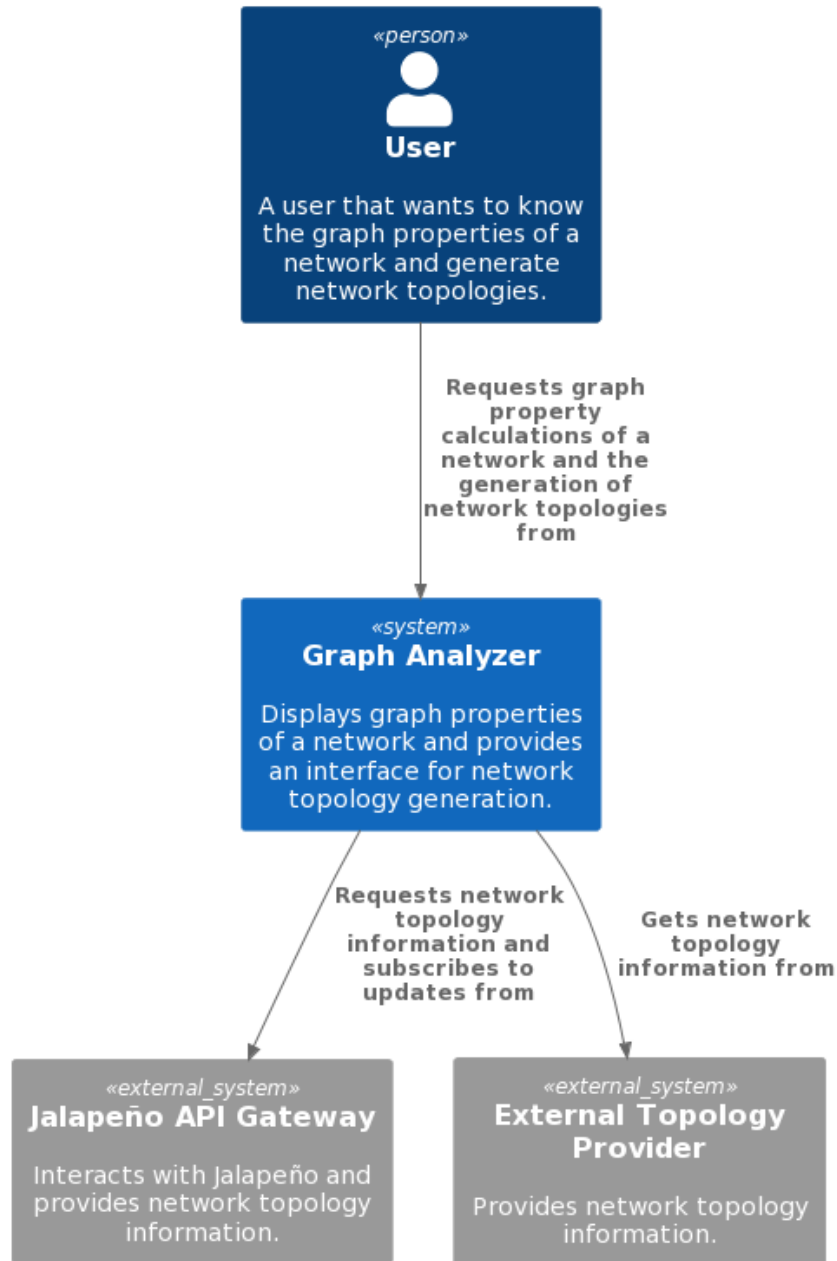 «person»
User
A user that wants to know
the graph properties of a
network and generate
network topologies.
Requests graph
property
calculations of a
network and the
generation of
network topologies
from
«system»
Graph Analyzer
Displays graph properties
of a network and provides
an interface for network
topology generation.
Requests network
topology
information and
subscribes to
updates from
Gets network
topology
information from
«external_system»
Jalapeño API Gateway
Interacts with Jalapeño and
provides network topology
information.
«external_system»
External Topology
Provider
Provides network topology
information.